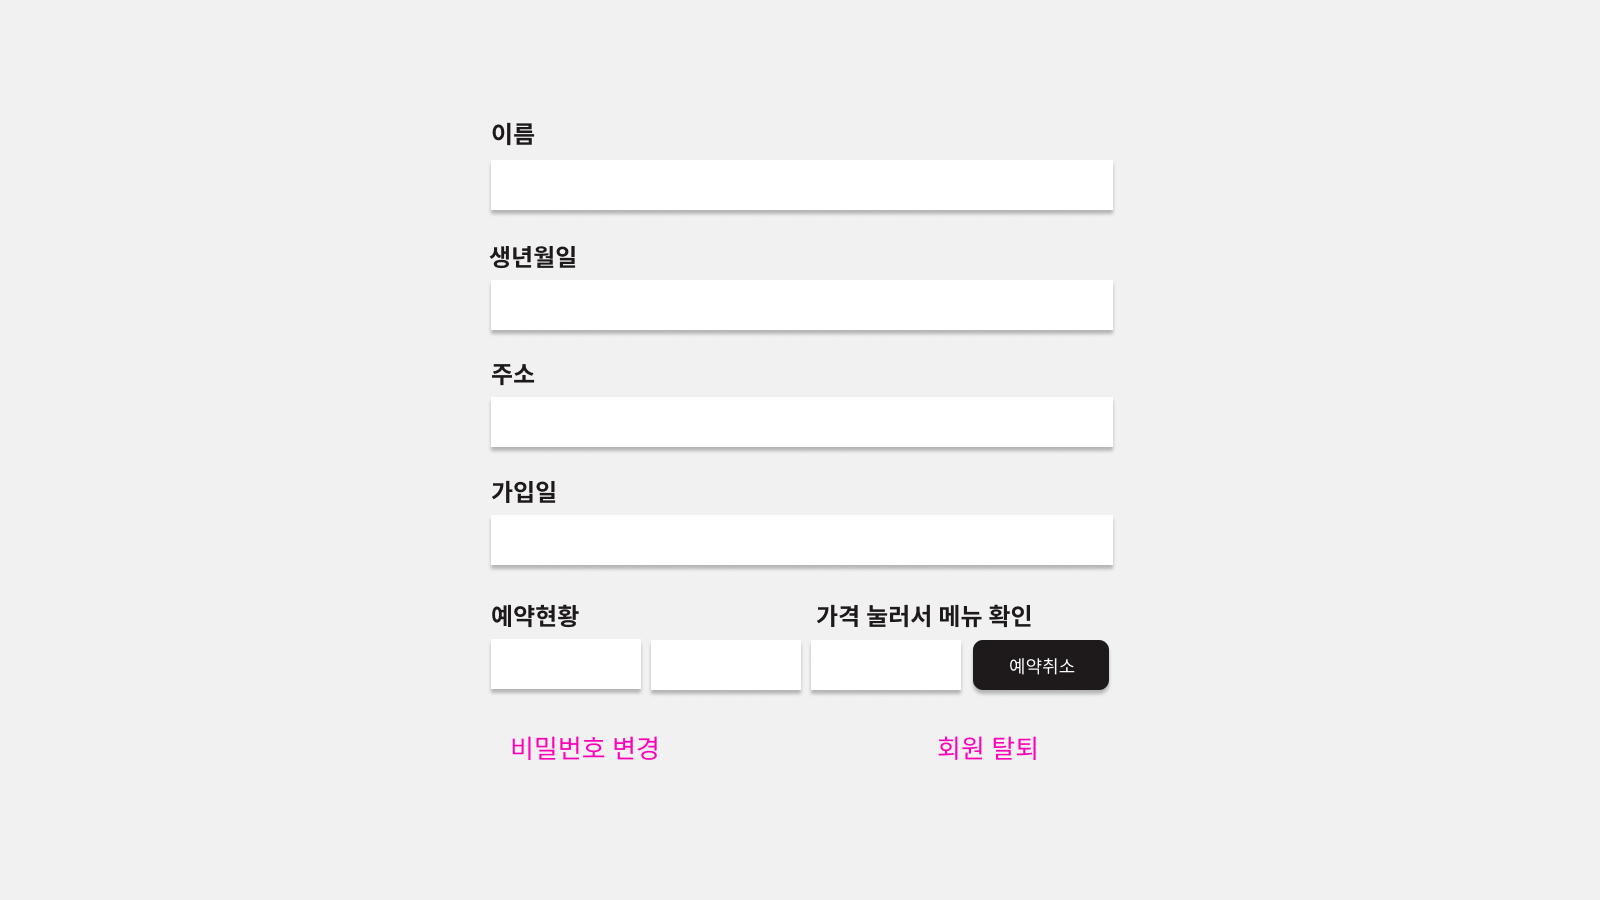 이름
생년월일
주소
가입일
예약현황
가격 눌러서 메뉴 확인
예약취소
비밀번호 변경
회원 탈퇴